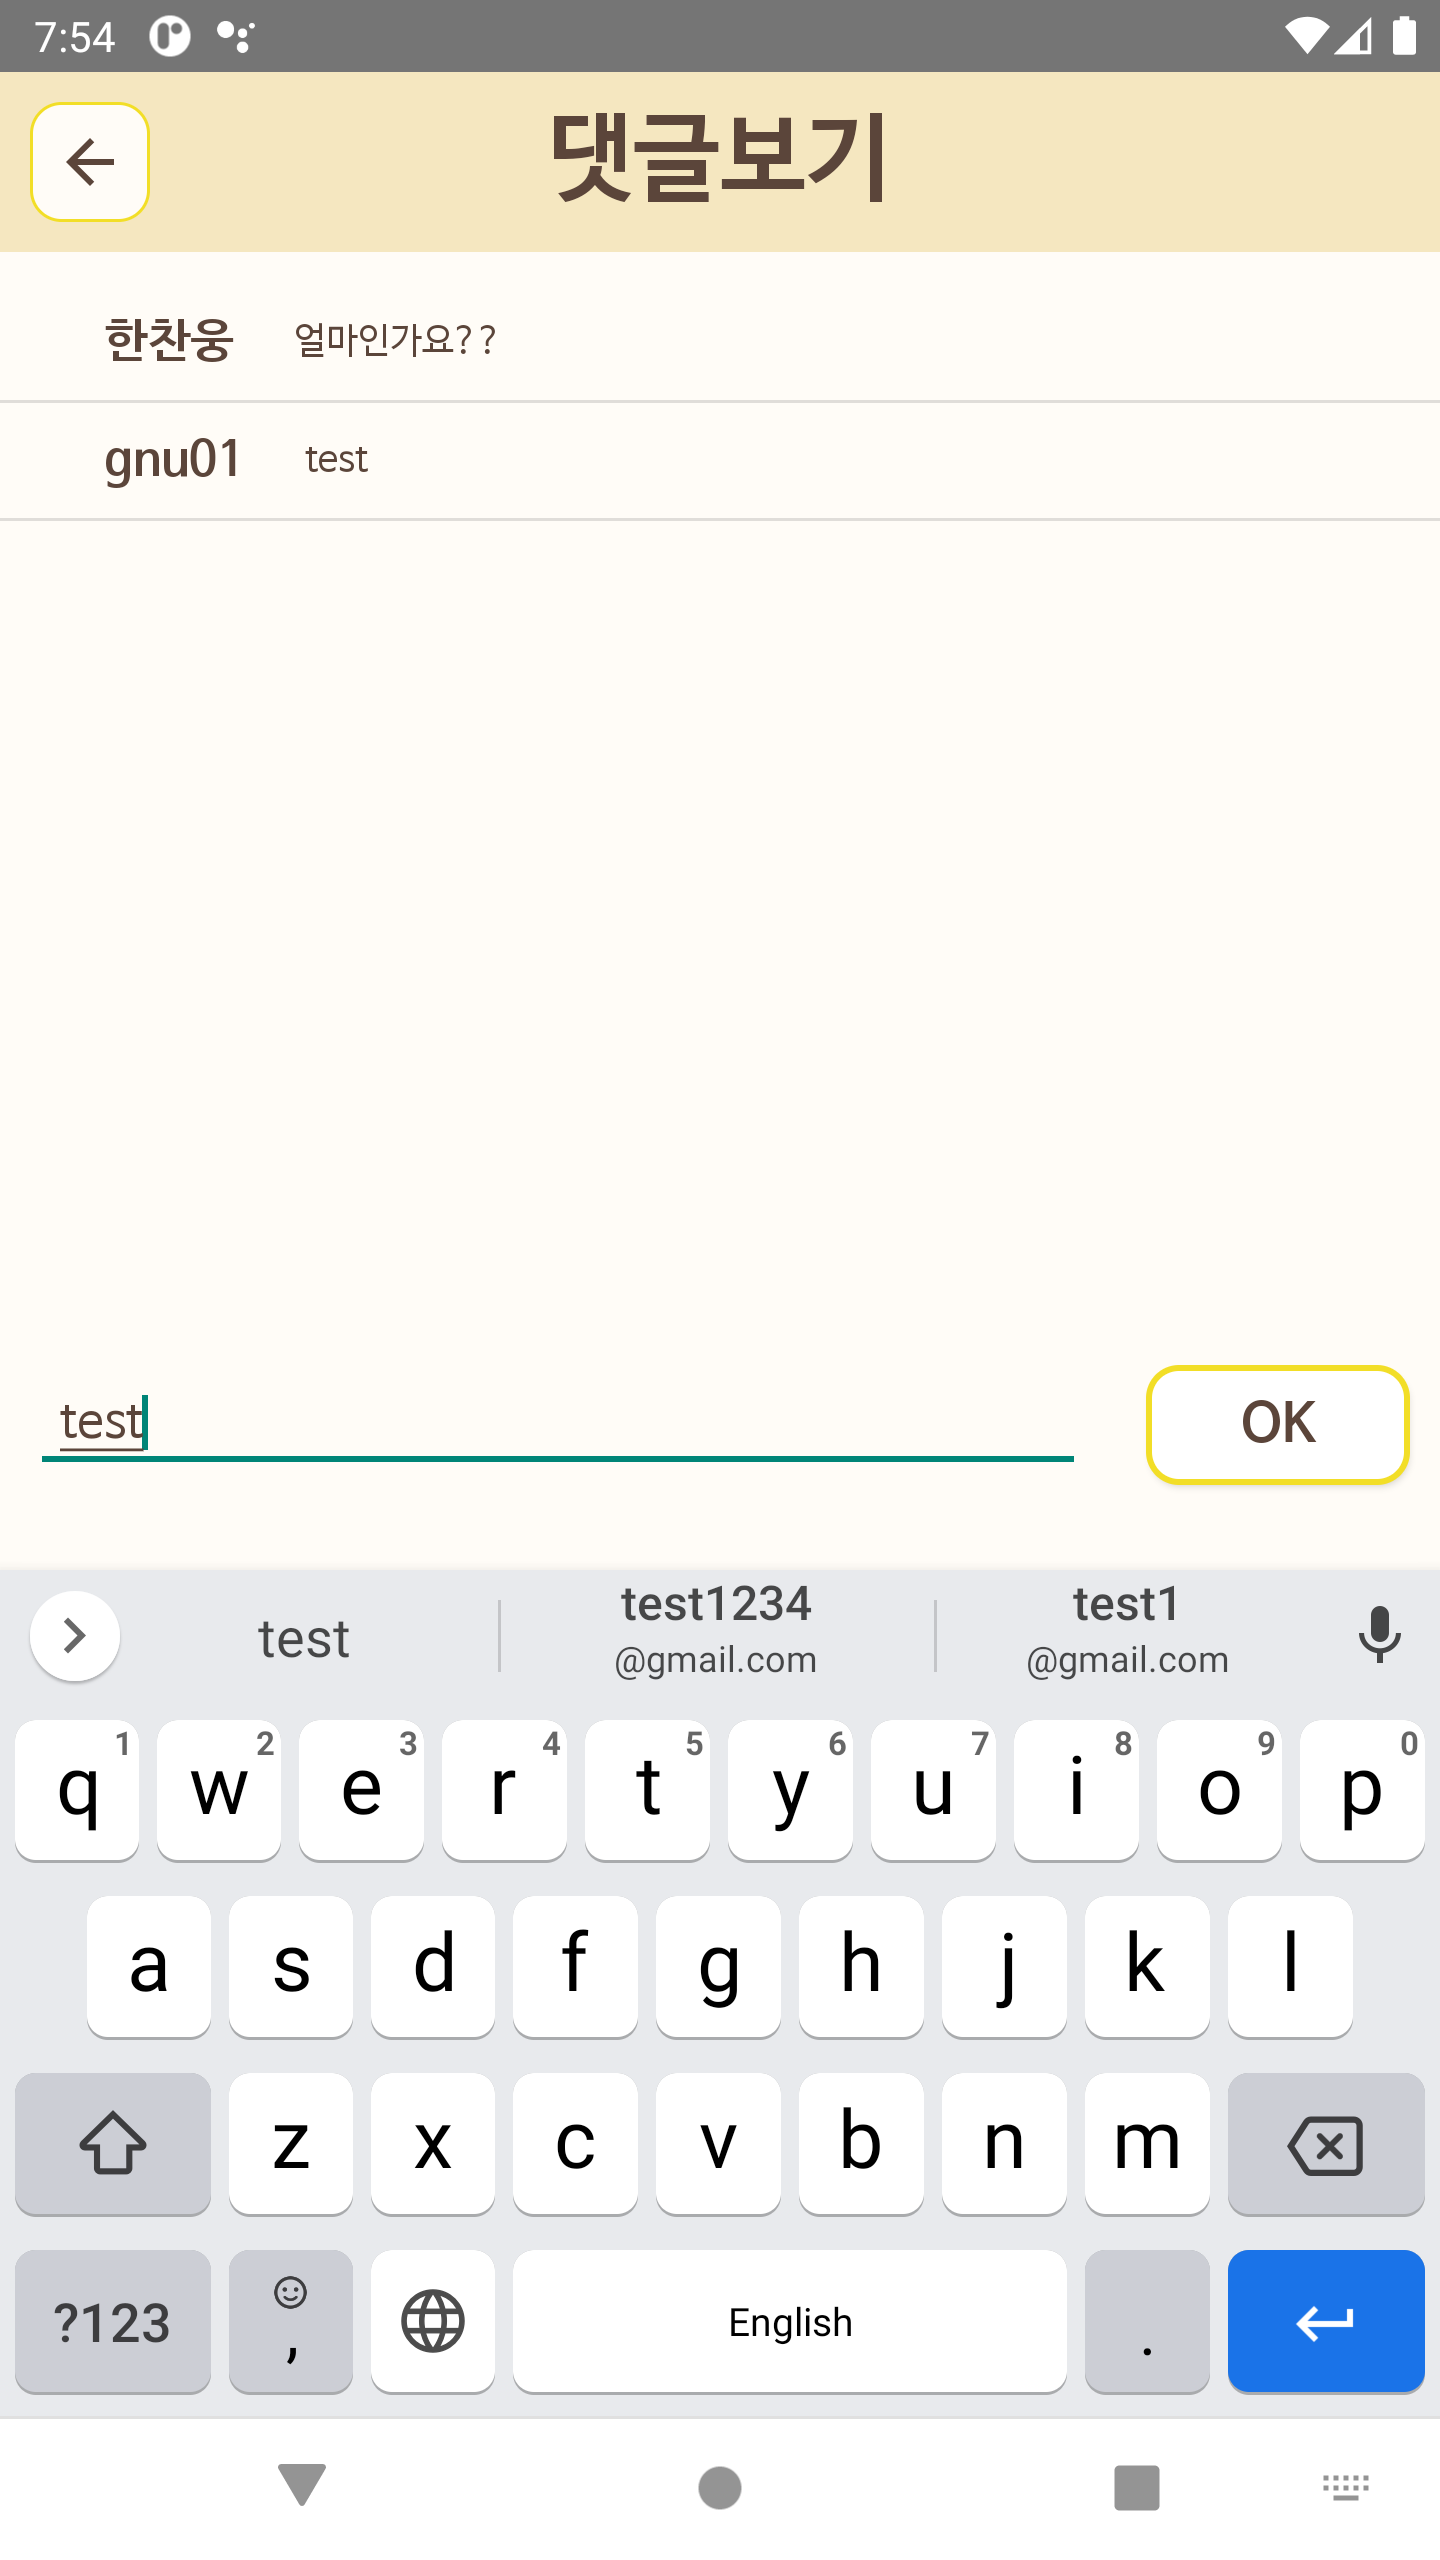 7:54
댓글보기
한찬웅 얼마인가요??
gnu01 test
test OK
test test1234 @gmail.com test1 @gmail.com
q 1 w 2 e 3 r 4 t 5 y 6 u 7 i 8 o 9 p 0
a s d f g h j k l
z x c v b n m
?123 , English .